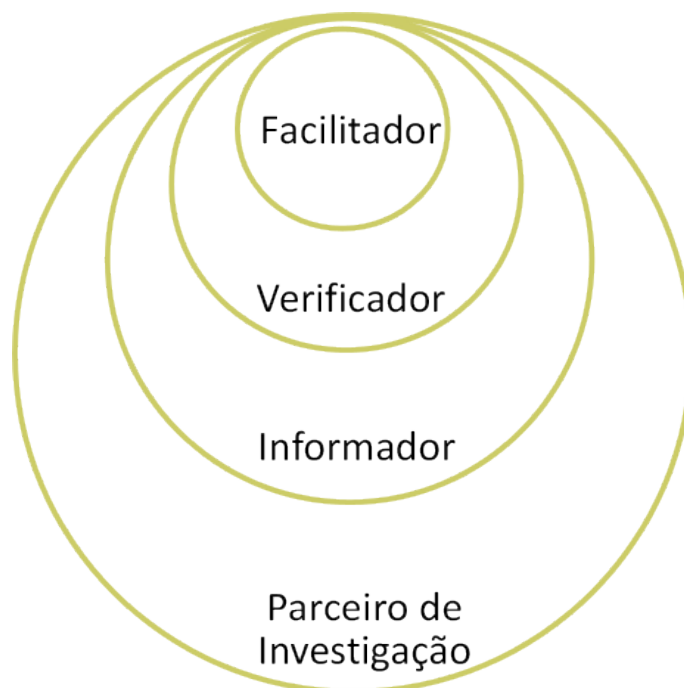 Facilitador
Verificador
Informador
Parceiro de
Investigação